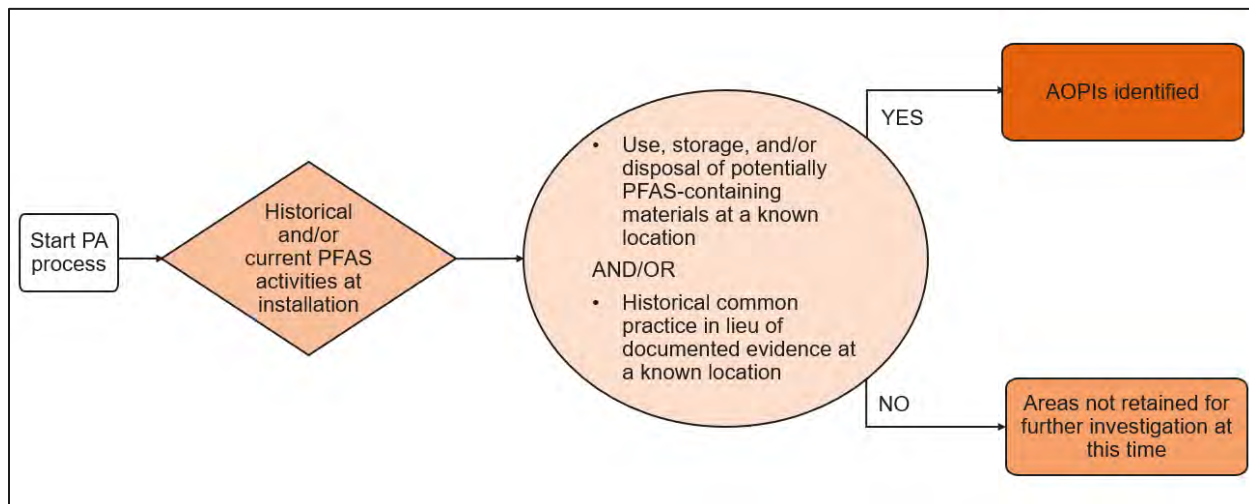 Start PA
process
Historical
and/or
current PFAS
activities at
installation
• Use, storage, and/or
disposal of potentially
PFAS-containing
materials at a known
location
AND/OR
• Historical common
practice in lieu of
documented evidence at
a known location
YES
AOPIs identified
NO
Areas not retained for
further investigation at
this time